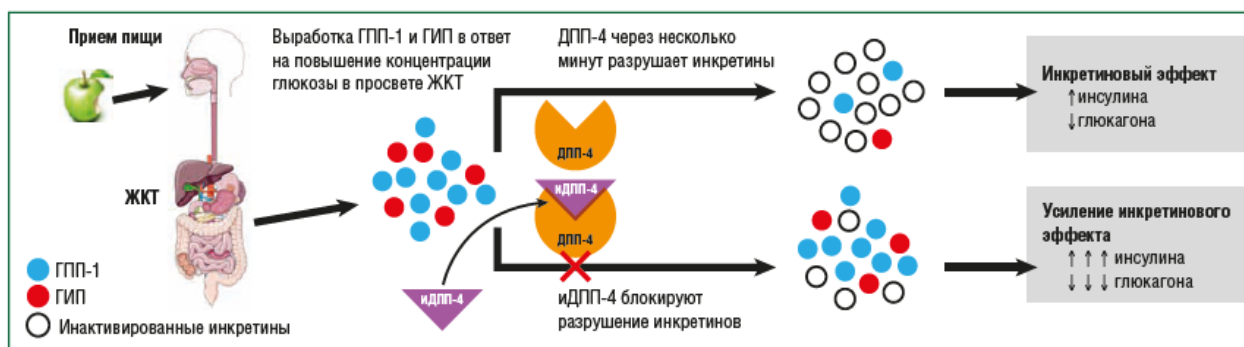 Прием пищи
ЖКТ
ГПП-1
ГИП
Инактивированные инкретины
Выработка ГПП-1 и ГИП в ответ
на повышение концентрации
глюкозы в просвете ЖКТ
ДПП-4 через несколько
минут разрушает инкретины
ДПП-4
иДПП-4
ДПП-4
иДПП-4
иДПП-4 блокируют
разрушение инкретинов
Инкретиновый эффект
↑ инсулина
↓ глюкагона
Усиление инкретинового
эффекта
↑ ↑ ↑ инсулина
↓ ↓ ↓ глюкагона